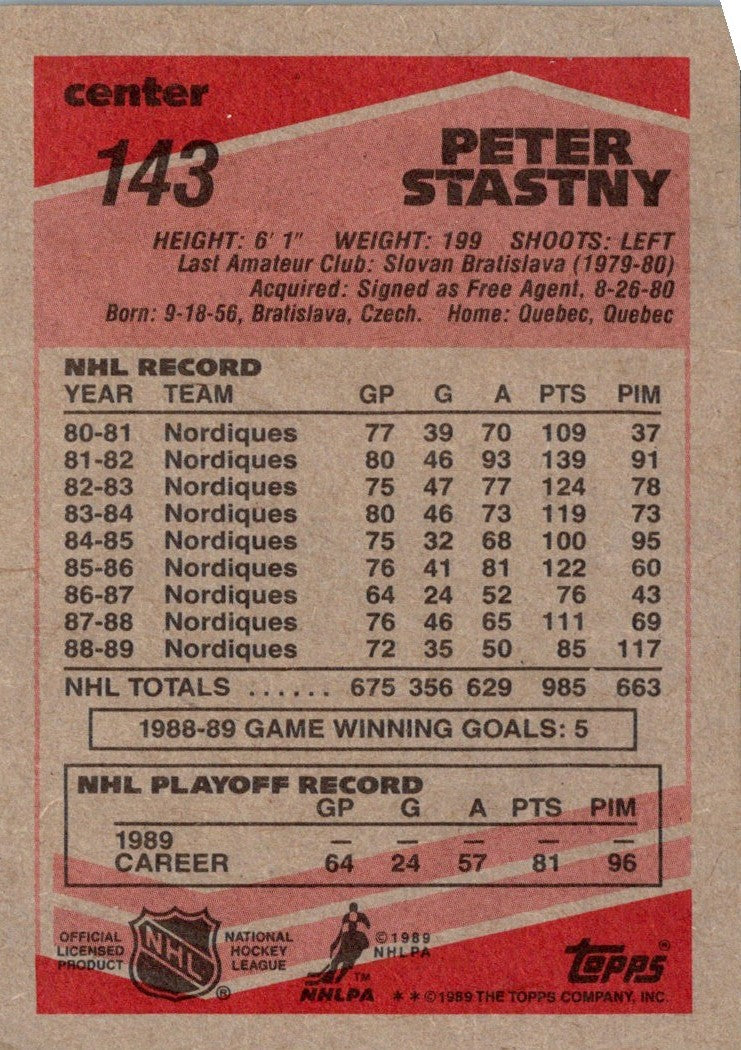 center
143
PETER
STASTNY
HEIGHT: 6' 1" WEIGHT: 199 SHOOTS: LEFT
Last Amateur Club: Slovan Bratislava (1979-80)
Acquired: Signed as Free Agent, 8-26-80
Born: 9-18-56, Bratislava, Czech. Home: Quebec, Quebec
NHL RECORD
YEAR TEAM GP G A PTS PIM
80-81 Nordiques 77 39 70 109 37
81-82 Nordiques 80 46 93 139 91
82-83 Nordiques 75 47 77 124 78
83-84 Nordiques 80 46 73 119 73
84-85 Nordiques 75 32 68 100 95
85-86 Nordiques 76 41 81 122 60
86-87 Nordiques 64 24 52 76 43
87-88 Nordiques 76 46 65 111 69
88-89 Nordiques 72 35 50 85 117
NHL TOTALS ...... 675 356 629 985 663
1988-89 GAME WINNING GOALS: 5
NHL PLAYOFF RECORD
GP G A PTS PIM
1989 — — — — —
CAREER 64 24 57 81 96
OFFICIAL
LICENSED
PRODUCT
NHL ®
NATIONAL
HOCKEY
LEAGUE
©1989
NHLPA
TM
NHLPA
Topps®
* * ©1989 THE TOPPS COMPANY, INC.